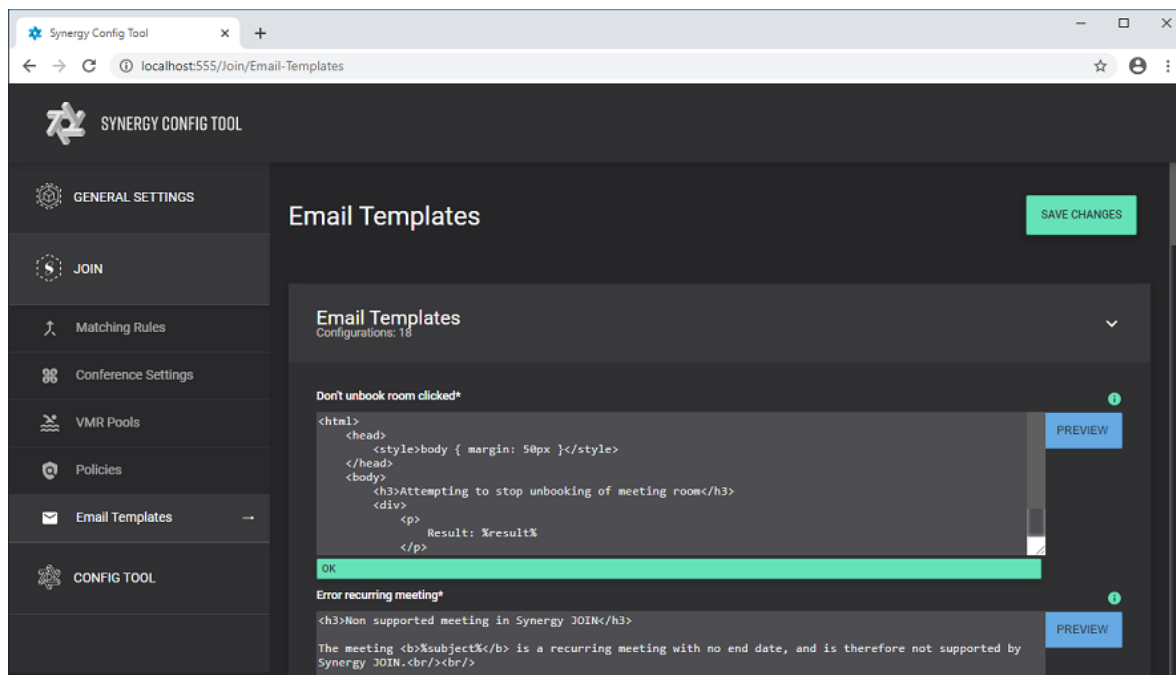 Synergy Config Tool
localhost:555/Join/Email-Templates
SYNERGY CONFIG TOOL
GENERAL SETTINGS
JOIN
Matching Rules
Conference Settings
VMR Pools
Policies
Email Templates
CONFIG TOOL
Email Templates
SAVE CHANGES
Email Templates
Configurations: 18
Don't unbook room clicked*
<html>
<head>
<style>body { margin: 50px }</style>
</head>
<body>
<h3>Attempting to stop unbooking of meeting room</h3>
<div>
<p>
Result: %result%
</p>
PREVIEW
OK
Error recurring meeting*
<h3>Non supported meeting in Synergy JOIN</h3>
The meeting <b>%subject%</b> is a recurring meeting with no end date, and is therefore not supported by
Synergy JOIN.<br/><br/>
PREVIEW